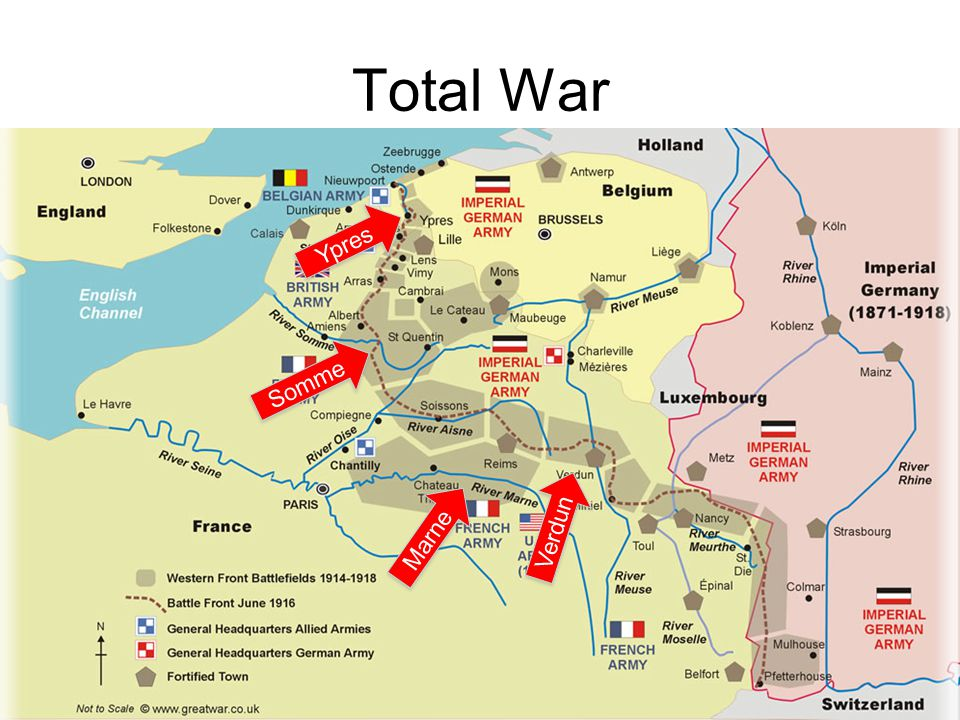 Total War
Holland
Zeebrugge
Ostende
Nieuwpoort
Antwerp
LONDON
Dover
BELGIAN ARMY
IMPERIAL
GERMAN
ARMY
Belgium
England
Dunkirque
Ypres
BRUSSELS
Folkestone
Calais
Ypres
Lille
Köln
Liège
Lens
Vimy
Mons
Namur
River
Rhine
Imperial
Germany
(1871-1918)
English
Channel
BRITISH
ARMY
Arras
Cambrai
River Meuse
Albert
Le Cateau
Maubeuge
Koblenz
Amiens
River Somme
St Quentin
IMPERIAL
GERMAN
ARMY
Charleville
Mézières
Mainz
Somme
Le Havre
Compiegne
Soissons
Luxembourg
River Aisne
River Oise
IMPERIAL
GERMAN
ARMY
River Seine
Chantilly
Reims
Verdun
Metz
River
Rhine
PARIS
Chateau
River Marne
France
Marne
FRENCH
ARMY
Verdun
Nancy
Toul
River
Meurthe
Strasbourg
St
Die
Western Front Battlefields 1914-1918
River
Meuse
Épinal
Colmar
Battle Front June 1916
IMPERIAL
GERMAN
ARMY
N
General Headquarters Allied Armies
River
Moselle
FRENCH
ARMY
Mulhouse
General Headquarters German Army
Fortified Town
Belfort
Pfetterhouse
Not to Scale © www.greatwar.co.uk
Switzerland